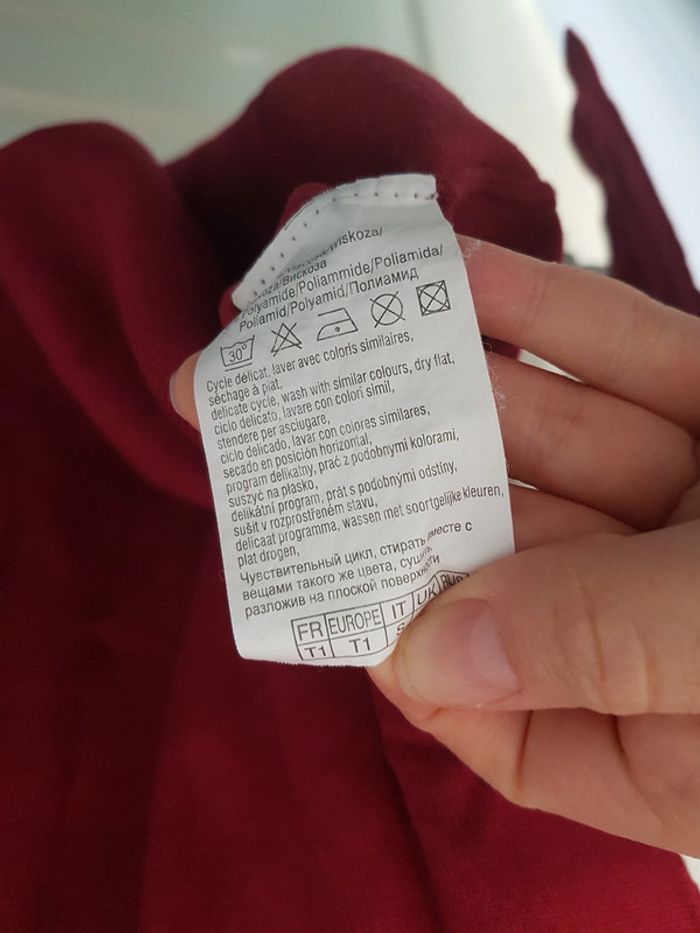 Viskoza/
Вискоза
Polyamide/Poliammide/Poliamida/
Poliamid/Polyamid/Полиамид
30°
Cycle délicat, laver avec coloris similaires,
séchage à plat,
delicate cycle, wash with similar colours, dry flat,
ciclo delicato, lavare con colori simil,
stendere per asciugare,
ciclo delicado, lavar con colores similares,
secado en posición horizontal,
program delikatny, prać z podobnymi kolorami,
suszyć na płasko,
delikátní program, prát s podobnými odstíny,
sušit v rozprostřeném stavu,
delicaat programma, wassen met soortgelijke kleuren,
plat drogen,
Чувствительный цикл, стирать вместе с
вещами такого же цвета,
разложив на плоской поверхности
FR EUROPE IT UK RUS
T1 T1 S